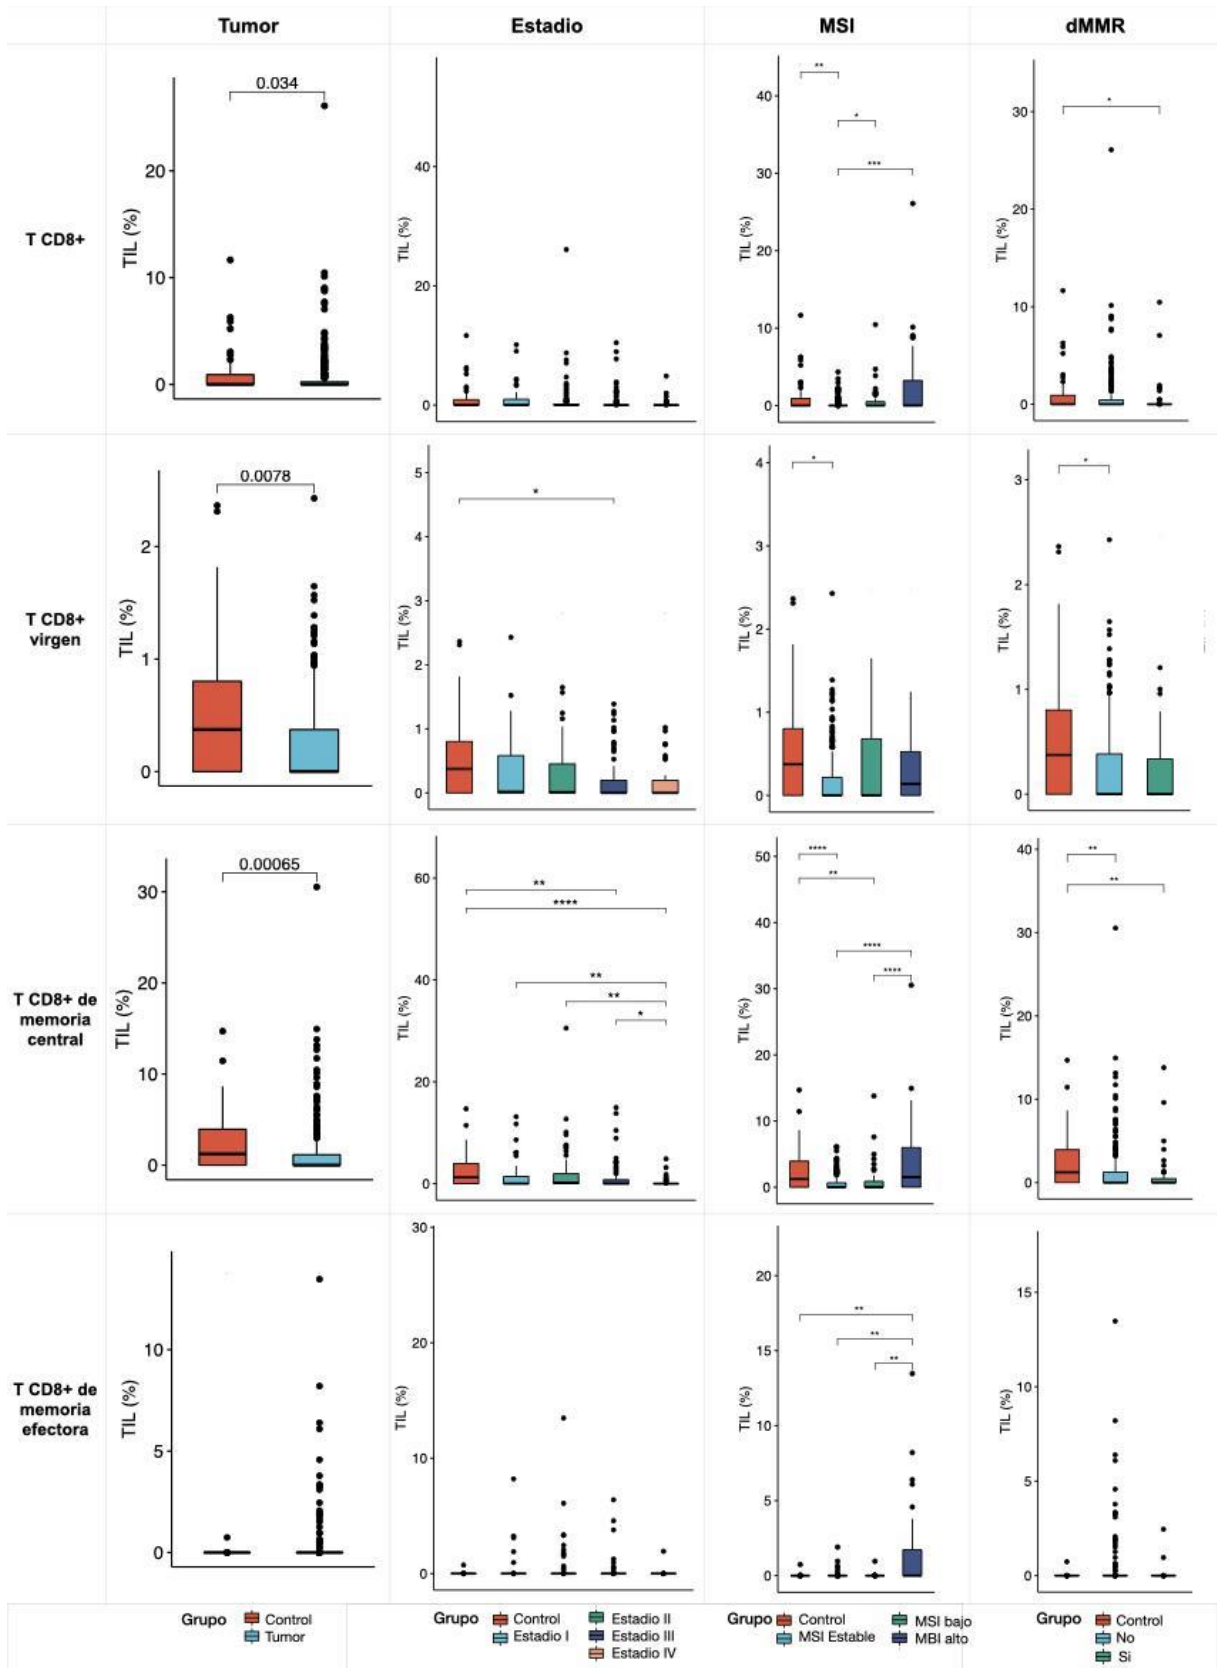 Tumor Estadio MSI dMMR
T CD8+
0.034
TIL (%)
20
10
0
TIL (%)
40
20
0
**
*
***
TIL (%)
40
30
20
10
0
*
TIL (%)
30
20
10
0
T CD8+
virgen
0.0078
TIL (%)
2
1
0
*
TIL (%)
5
4
3
2
1
0
*
TIL (%)
4
3
2
1
0
*
TIL (%)
3
2
1
0
T CD8+ de
memoria
central
0.00065
TIL (%)
30
20
10
0
**
****
**
**
*
TIL (%)
60
40
20
0
****
**
****
****
TIL (%)
50
40
30
20
10
0
**
**
TIL (%)
40
30
20
10
0
T CD8+ de
memoria
efectora
TIL (%)
10
5
0
TIL (%)
30
20
10
0
**
**
**
TIL (%)
20
15
10
5
0
TIL (%)
15
10
5
0
Grupo Control
Tumor
Grupo Control Estadio II
Estadio I Estadio III
Estadio IV
Grupo Control MSI bajo
MSI Estable MBI alto
Grupo Control
No
Si